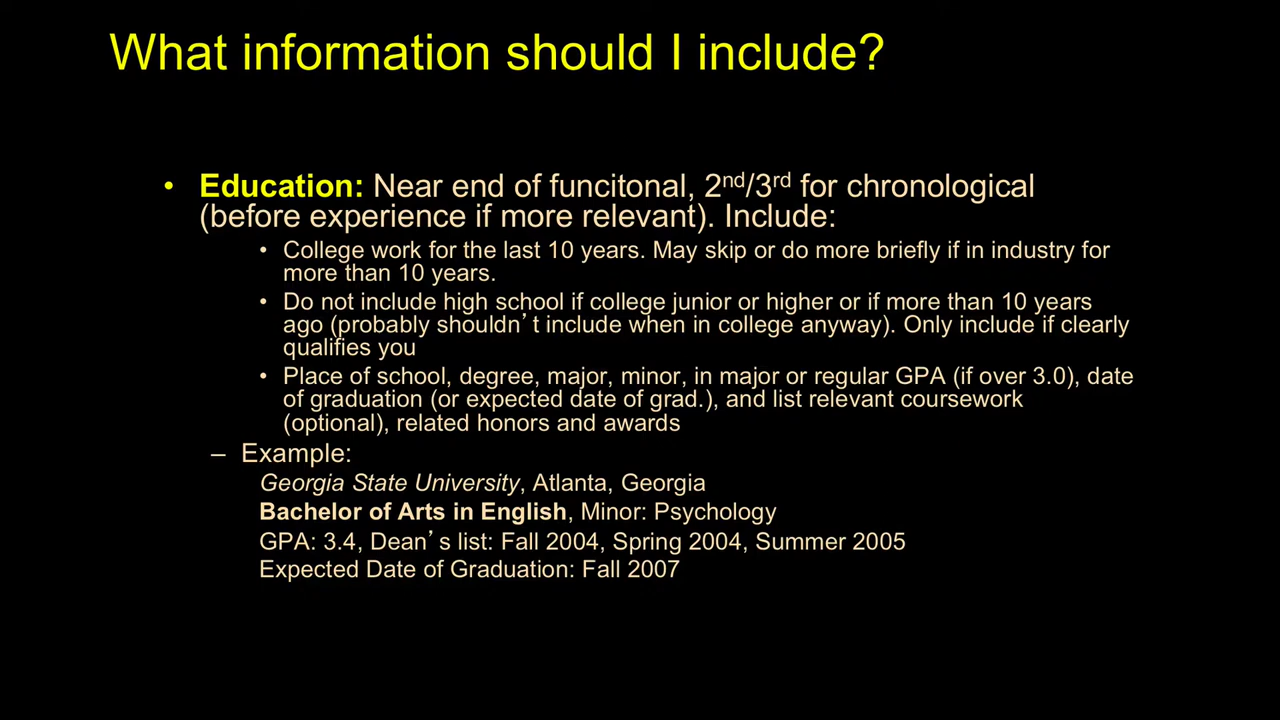 What information should I include?
• Education: Near end of funcitonal, 2nd/3rd for chronological
(before experience if more relevant). Include:
• College work for the last 10 years. May skip or do more briefly if in industry for
more than 10 years.
• Do not include high school if college junior or higher or if more than 10 years
ago (probably shouldn’t include when in college anyway). Only include if clearly
qualifies you
• Place of school, degree, major, minor, in major or regular GPA (if over 3.0), date
of graduation (or expected date of grad.), and list relevant coursework
(optional), related honors and awards
– Example:
Georgia State University, Atlanta, Georgia
Bachelor of Arts in English, Minor: Psychology
GPA: 3.4, Dean’s list: Fall 2004, Spring 2004, Summer 2005
Expected Date of Graduation: Fall 2007